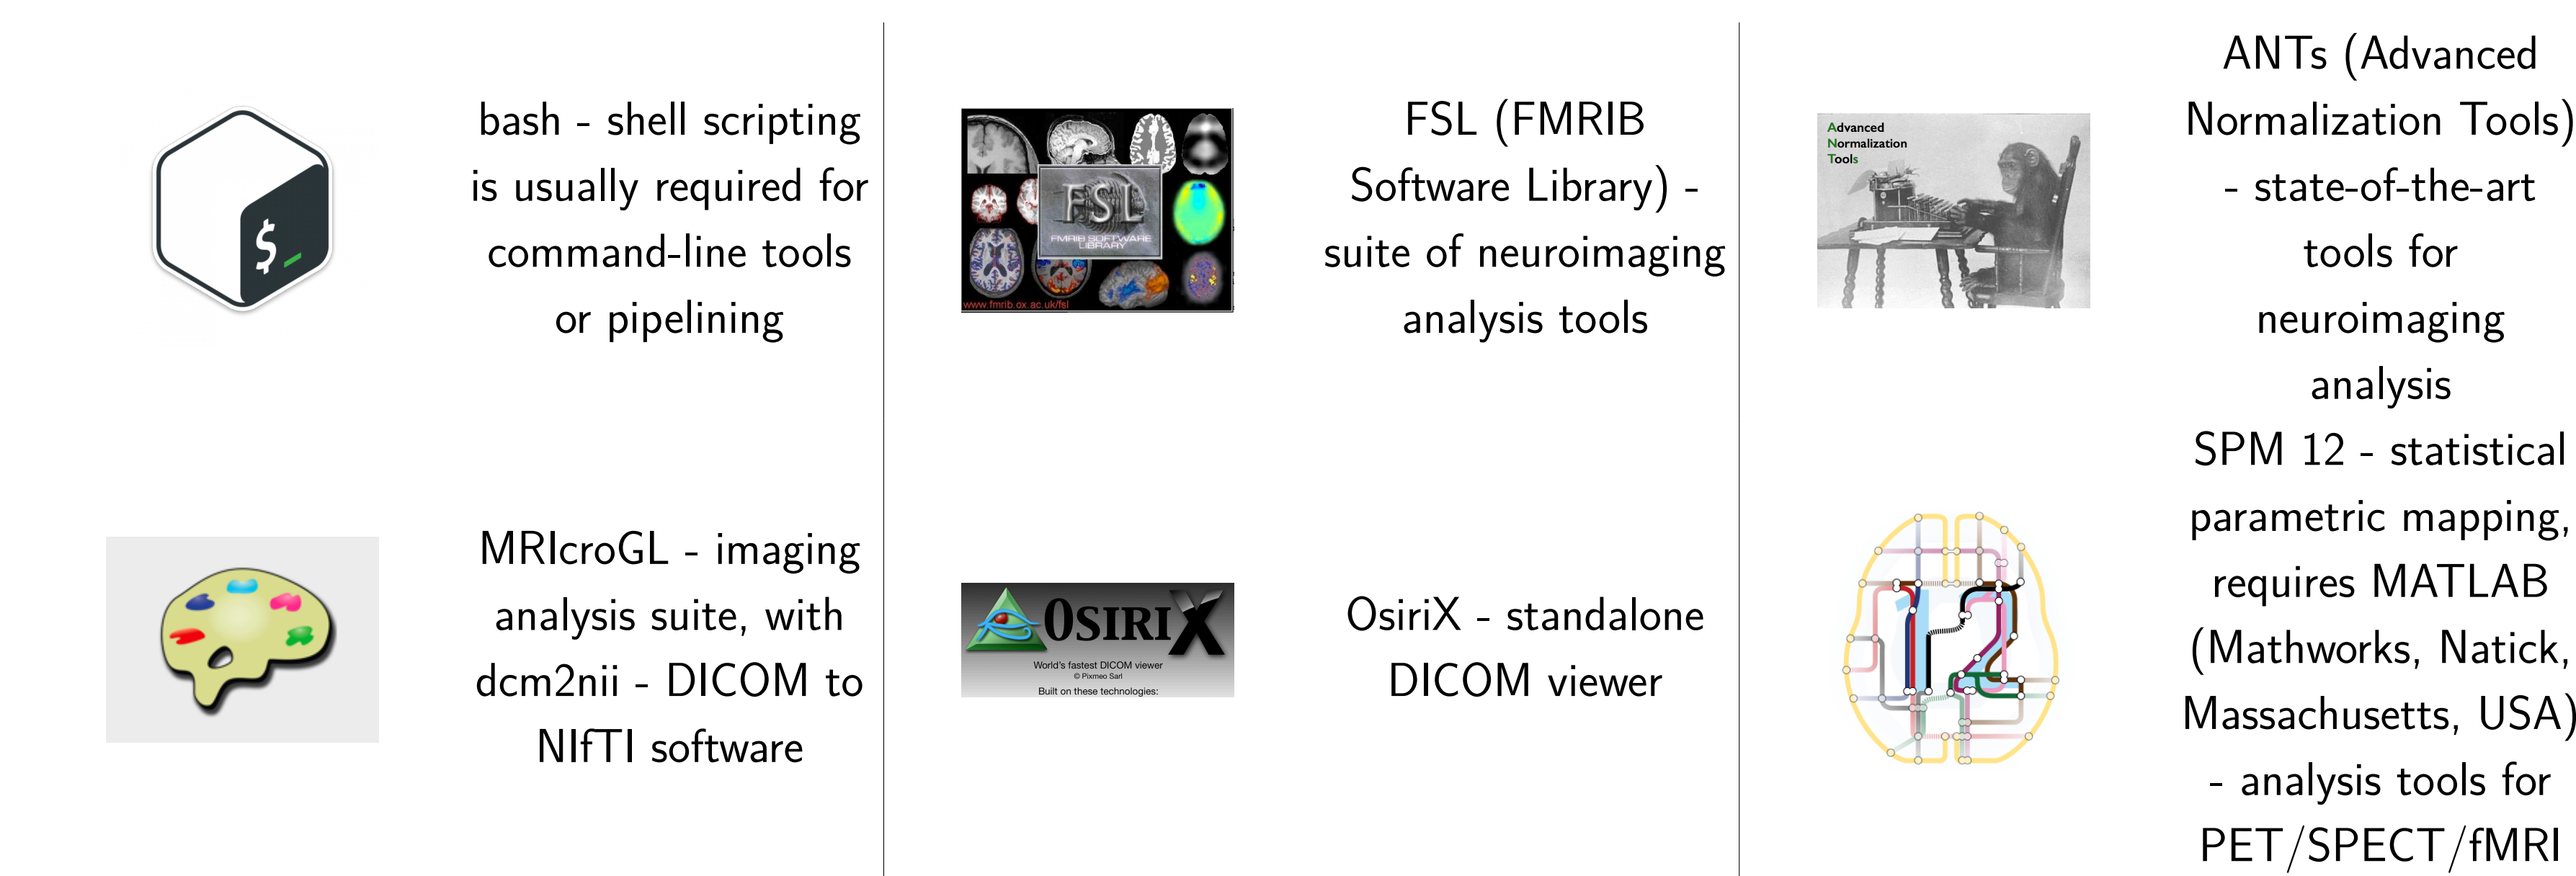 $_
bash - shell scripting
is usually required for
command-line tools
or pipelining
FSL
FMRIB SOFTWARE
LIBRARY
www.fmrib.ox.ac.uk/fsl
FSL (FMRIB
Software Library) -
suite of neuroimaging
analysis tools
Advanced
Normalization
Tools
ANTs (Advanced
Normalization Tools)
- state-of-the-art
tools for
neuroimaging
analysis
MRIcroGL - imaging
analysis suite, with
dcm2nii - DICOM to
NIfTI software
OSIRIX
World's fastest DICOM viewer
© Pixmeo Sarl
Built on these technologies:
OsiriX - standalone
DICOM viewer
12
SPM 12 - statistical
parametric mapping,
requires MATLAB
(Mathworks, Natick,
Massachusetts, USA)
- analysis tools for
PET/SPECT/fMRI